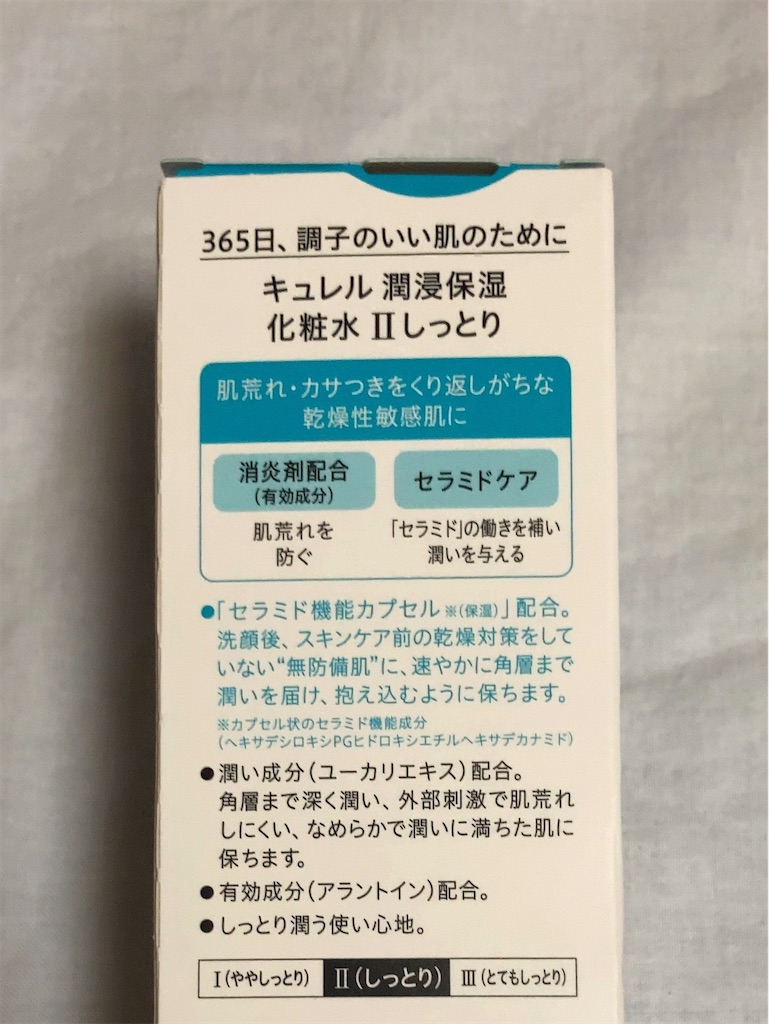 365日、調子のいい肌のために
キュレル 潤浸保湿
化粧水 Ⅱしっとり
肌荒れ・カサつきをくり返しがちな
乾燥性敏感肌に
消炎剤配合
(有効成分)
肌荒れを
防ぐ
セラミドケア
「セラミド」の働きを補い
潤いを与える
●「セラミド機能カプセル ※(保湿)」配合。
洗顔後、スキンケア前の乾燥対策をして
いない“無防備肌”に、速やかに角層まで
潤いを届け、抱え込むように保ちます。
※カプセル状のセラミド機能成分
(ヘキサデシロキシPGヒドロキシエチルヘキサデカナミド)
●潤い成分(ユーカリエキス)配合。
角層まで深く潤い、外部刺激で肌荒れ
しにくい、なめらかで潤いに満ちた肌に
保ちます。
●有効成分(アラントイン)配合。
●しっとり潤う使い心地。
Ⅰ(ややしっとり) Ⅱ(しっとり) Ⅲ(とてもしっとり)